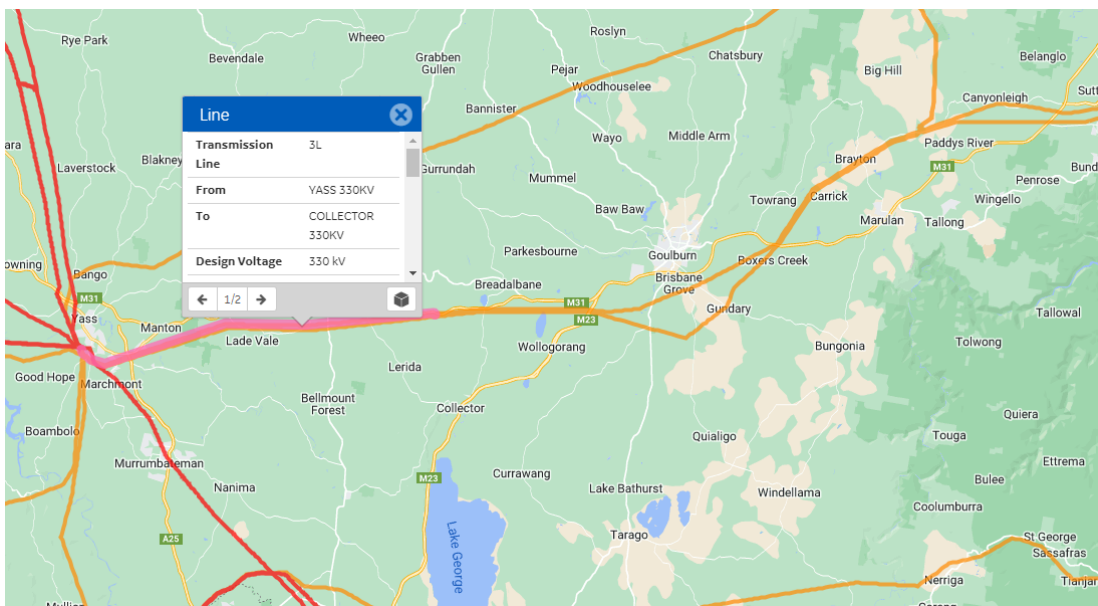 Rye Park
Wheeo
Roslyn
Bevendale
Grabben
Gullen
Pejar
Chatsbury
Big Hill
Belanglo
Woodhouselee
Bannister
Canyonleigh
Sutt
Line
Transmission
Line
3L
From
YASS 330KV
To
COLLECTOR
330KV
Design Voltage
330 kV
1/2
ara
Laverstock
Blakney
Gurrundah
Wayo
Middle Arm
Brayton
Paddys River
M31
Bund
Mummel
Penrose
Towrang
Carrick
Wingello
Baw Baw
Marulan
Tallong
owning
Bango
Parkesbourne
Goulburn
Boxers Creek
Brisbane
Grove
Breadalbane
M31
M31
Gundary
Tallowal
Yass
Manton
M23
Lade Vale
Wollogorang
Bungonia
Tolwong
Good Hope
Marchmont
Lerida
Bellmount
Forest
Collector
Quiera
Boambolo
Quialigo
Touga
Murrumbateman
Ettrema
M23
Currawang
Bulee
Nanima
Lake Bathurst
Windellama
Coolumburra
A25
Lake George
Tarago
St George
Sassafras
Nerriga
Tianjar